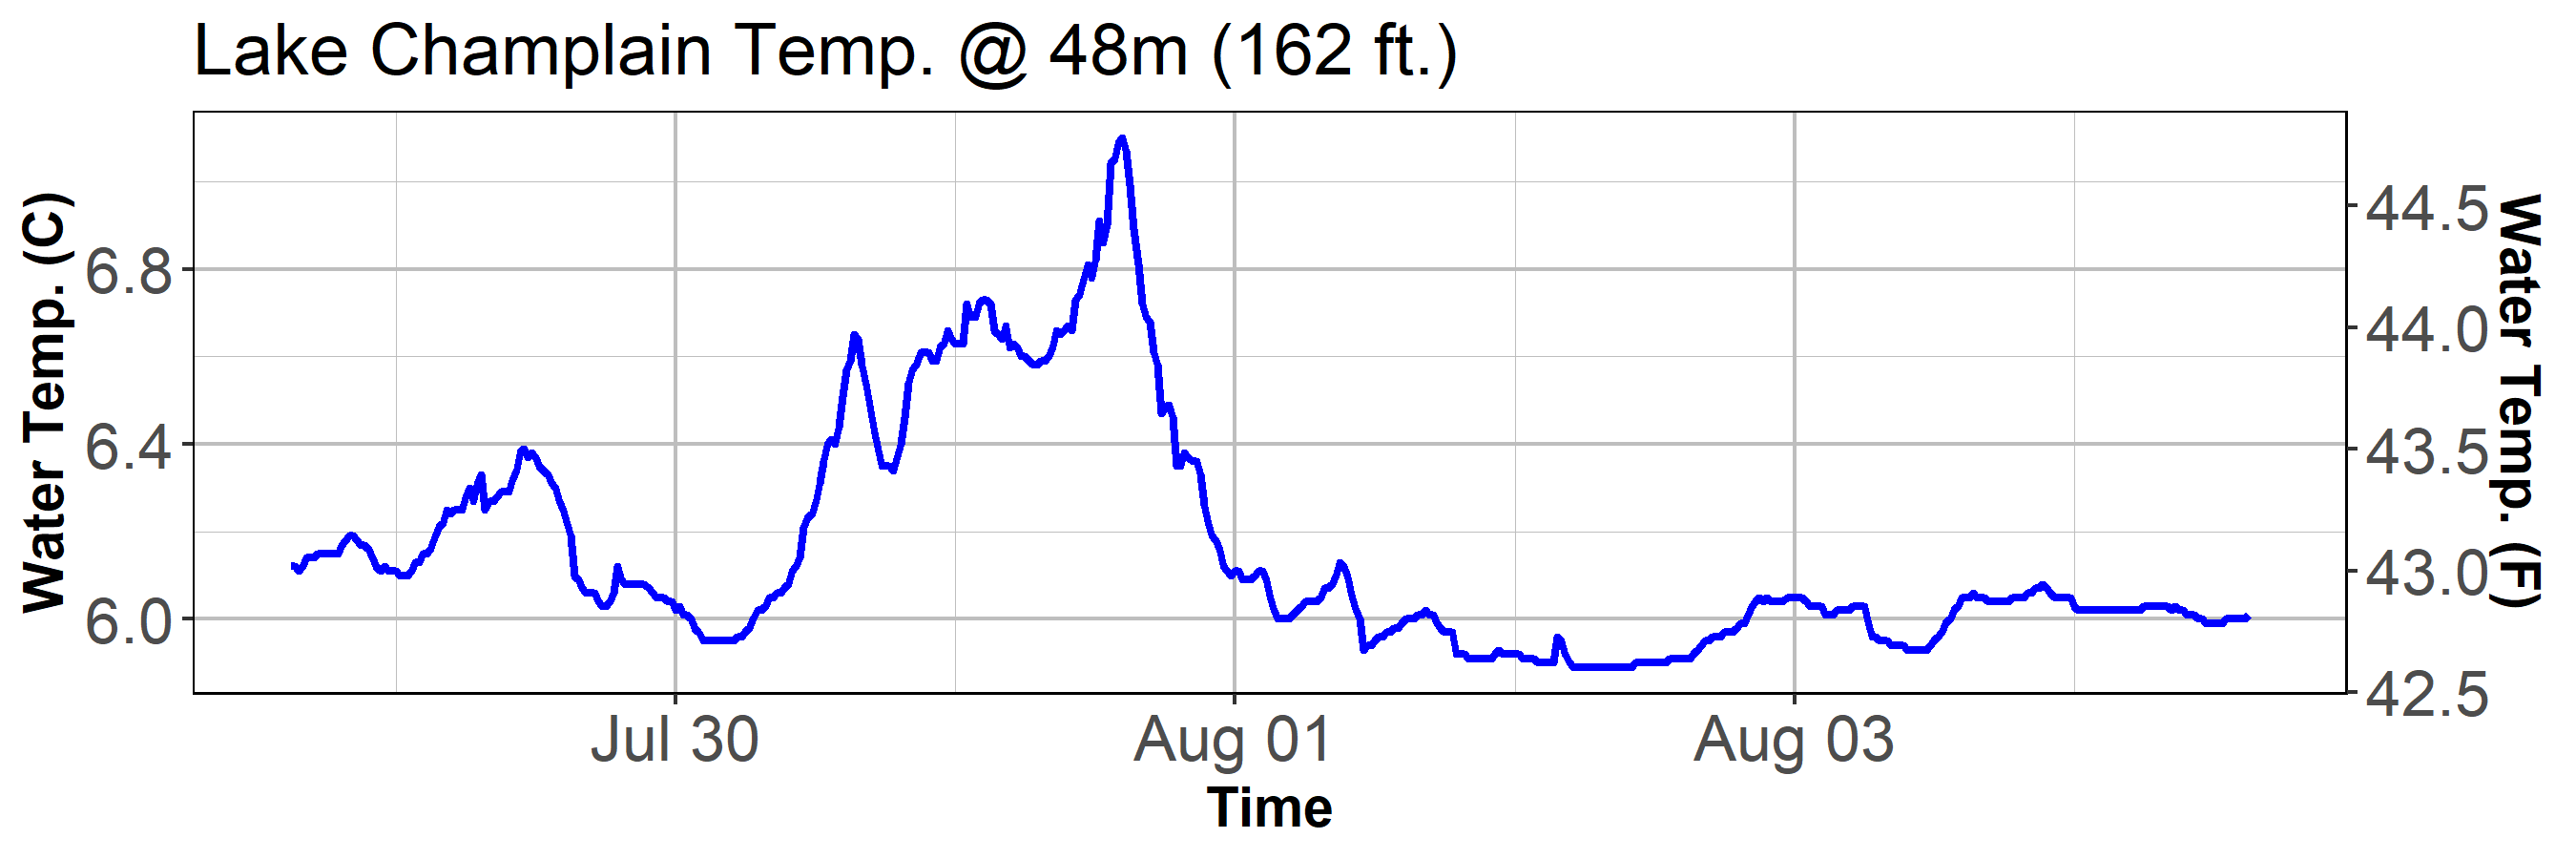 Lake Champlain Temp. @ 48m (162 ft.)
Water Temp. (C)
6.8
6.4
6.0
44.5
44.0
43.5
43.0
42.5
Water Temp. (F)
Jul 30
Aug 01
Aug 03
Time